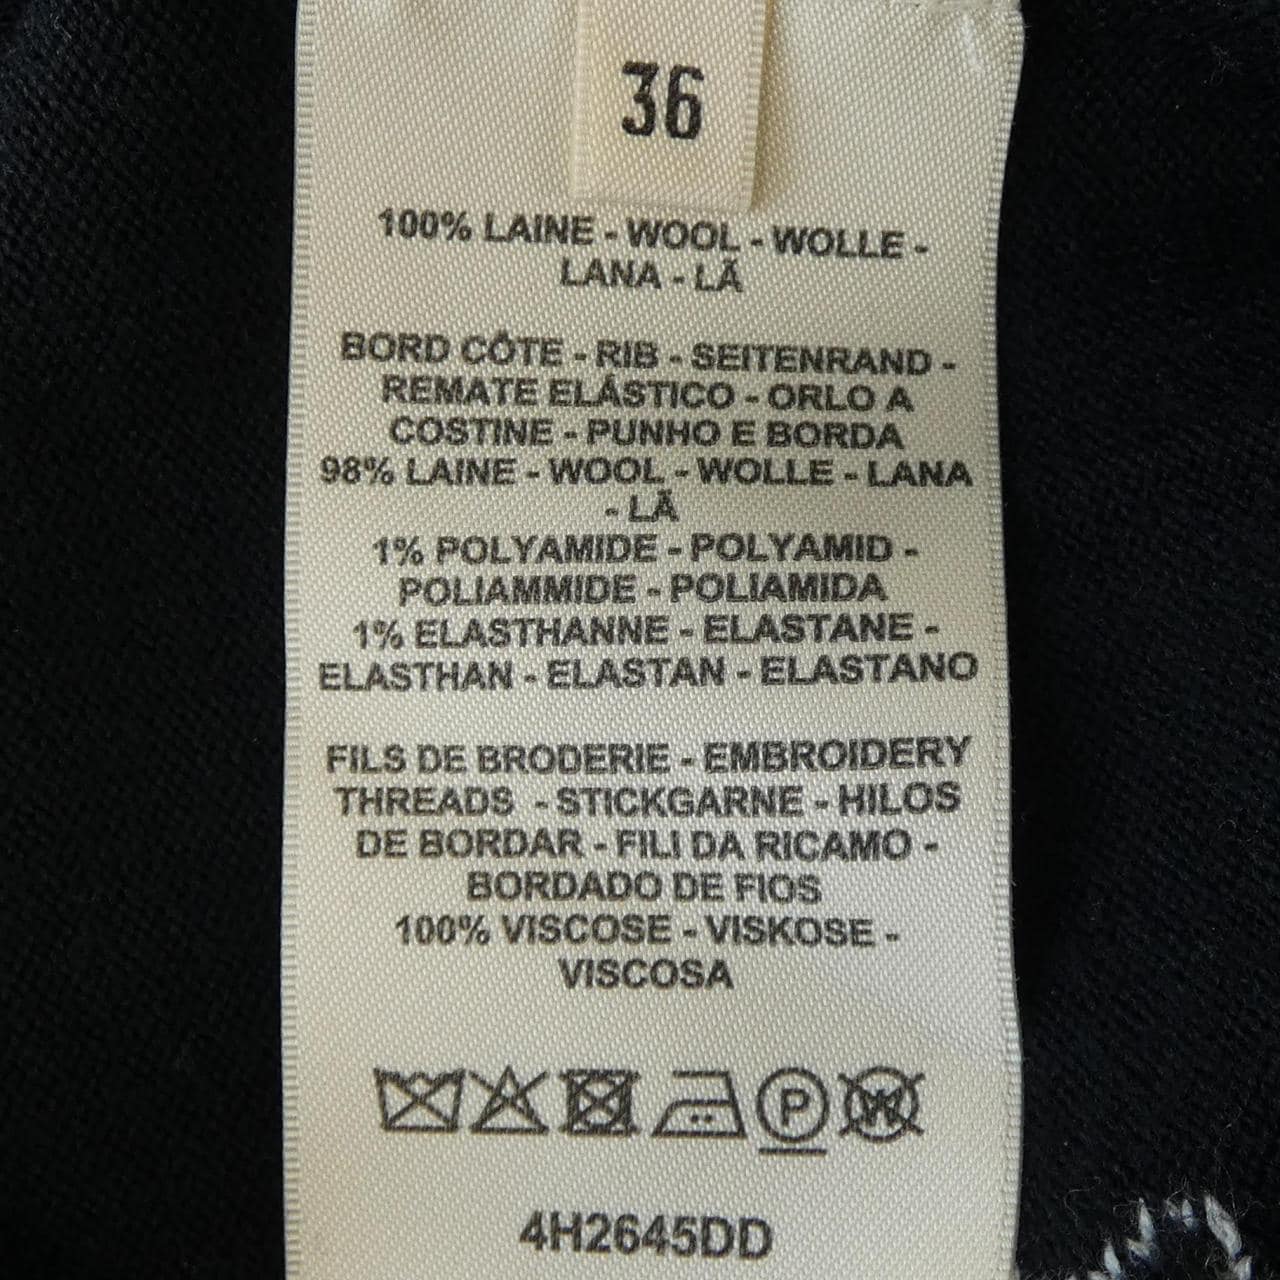 36
100% LAINE - WOOL - WOLLE -
LANA - LÃ
BORD CÔTE - RIB - SEITENRAND -
REMATE ELÁSTICO - ORLO A
COSTINE - PUNHO E BORDA
98% LAINE - WOOL - WOLLE - LANA
- LÃ
1% POLYAMIDE - POLYAMID -
POLIAMMIDE - POLIAMIDA
1% ELASTHANNE - ELASTANE -
ELASTHAN - ELASTAN - ELASTANO
FILS DE BRODERIE - EMBROIDERY
THREADS - STICKGARNE - HILOS
DE BORDAR - FILI DA RICAMO -
BORDADO DE FIOS
100% VISCOSE - VISKOSE -
VISCOSA
P W
4H2645DD